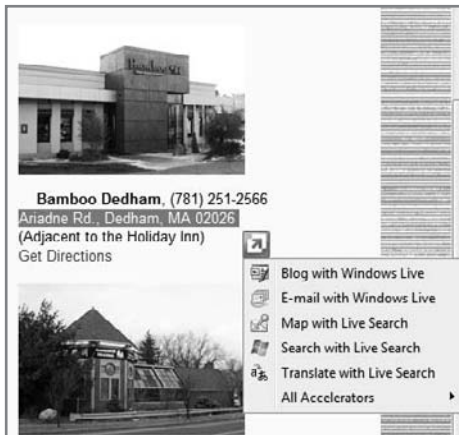 Bamboo Dedham, (781) 251-2566
Ariadne Rd., Dedham, MA 02026
(Adjacent to the Holiday Inn)
Get Directions
Blog with Windows Live
E-mail with Windows Live
Map with Live Search
Search with Live Search
Translate with Live Search
All Accelerators